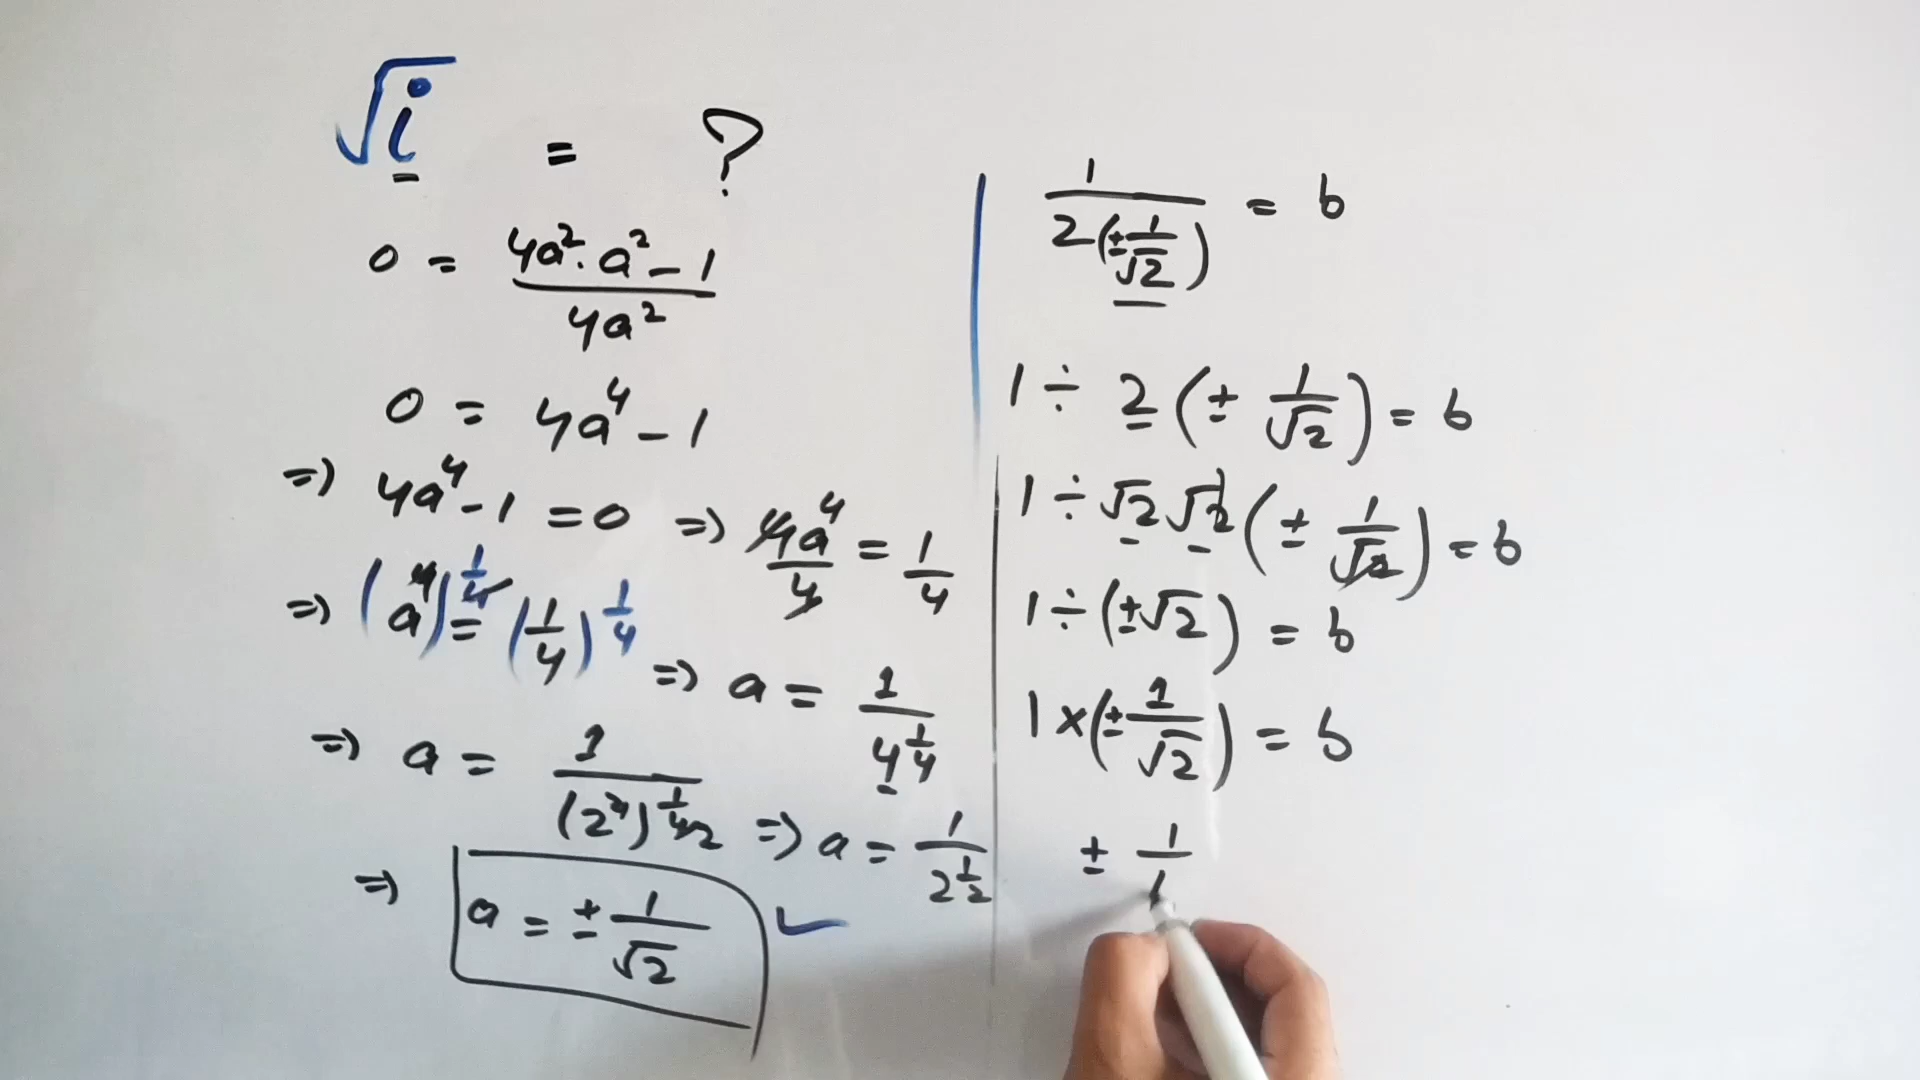 √i = ?
0 = (4a². a² - 1)/(4a²)
0 = 4a⁴ - 1
=> 4a⁴ - 1 = 0 => 4a⁴/4 = 1/4
=> (a⁴)^(1/4) = (1/4)^(1/4)
=> a = 1/4^(1/4)
=> a = 1/(2²)^(1/4 2) => a = 1/2^(1/2)
=> a = ± 1/√2 ✓
1/(2(± 1/√2)) = b
1 ÷ 2 (± 1/√2) = b
1 ÷ √2 √2 (± 1/√2) = b
1 ÷ (±√2) = b
1 × (± 1/√2) = b
± 1/